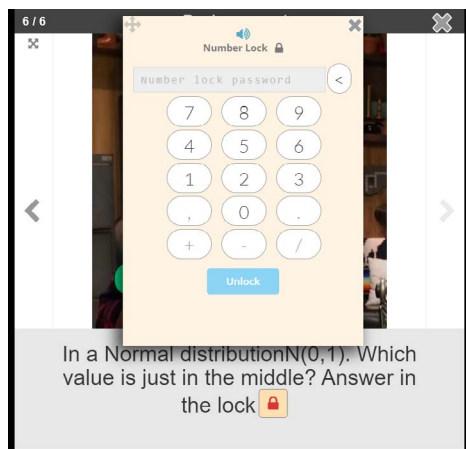 6 / 6
Number Lock
Number lock password
<
7 8 9
4 5 6
1 2 3
, 0 .
+ - /
Unlock
In a Normal distributionN(0,1). Which
value is just in the middle? Answer in
the lock